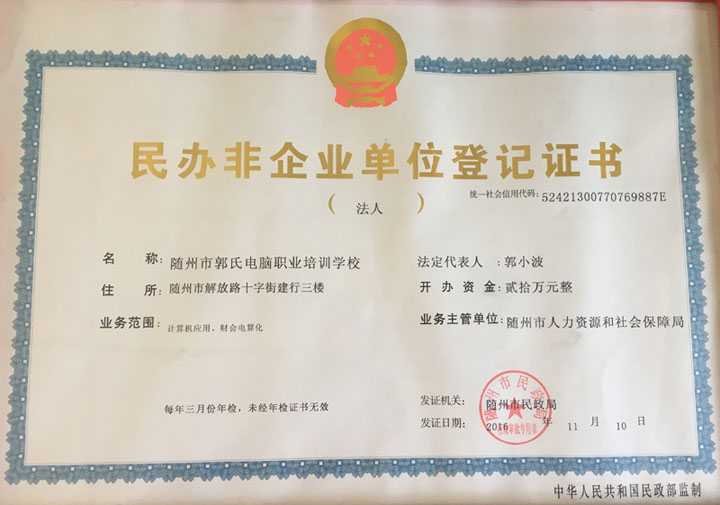 民办非企业单位登记证书
( 法人 )
统一社会信用代码: 52421300770769887E
名 称: 随州市郭氏电脑职业培训学校
法定代表人 :郭小波
住 所: 随州市解放路十字街建行三楼
开 办 资 金:贰拾万元整
业务范围: 计算机应用、财会电算化
业务主管单位: 随州市人力资源和社会保障局
发证机关: 随州市民政局
每年三月份年检,未经年检证书无效
发证日期: 2016 年 11 月 10 日
随州市民政局
中华人民共和国民政部监制